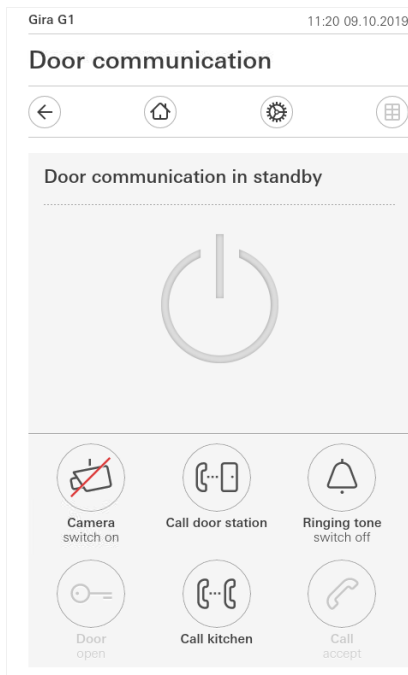 Gira G1 11:20 09.10.2019
Door communication
Door communication in standby
Camera Call door station Ringing tone
switch on switch off
Door Call kitchen Call
open accept